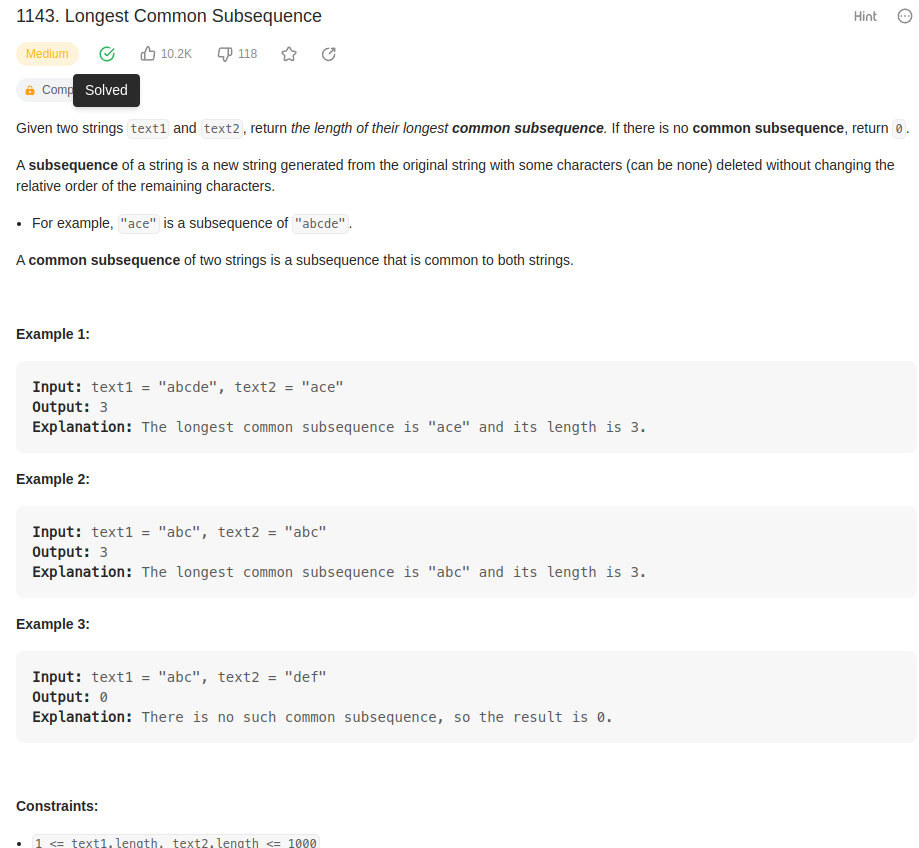 1143. Longest Common Subsequence
Hint
Medium
10.2K
118
Comp
Solved
Given two strings text1 and text2, return the length of their longest common subsequence. If there is no common subsequence, return 0.
A subsequence of a string is a new string generated from the original string with some characters (can be none) deleted without changing the
relative order of the remaining characters.
• For example, "ace" is a subsequence of "abcde".
A common subsequence of two strings is a subsequence that is common to both strings.
Example 1:
Input: text1 = "abcde", text2 = "ace"
Output: 3
Explanation: The longest common subsequence is "ace" and its length is 3.
Example 2:
Input: text1 = "abc", text2 = "abc"
Output: 3
Explanation: The longest common subsequence is "abc" and its length is 3.
Example 3:
Input: text1 = "abc", text2 = "def"
Output: 0
Explanation: There is no such common subsequence, so the result is 0.
Constraints:
• 1 <= text1.length, text2.length <= 1000